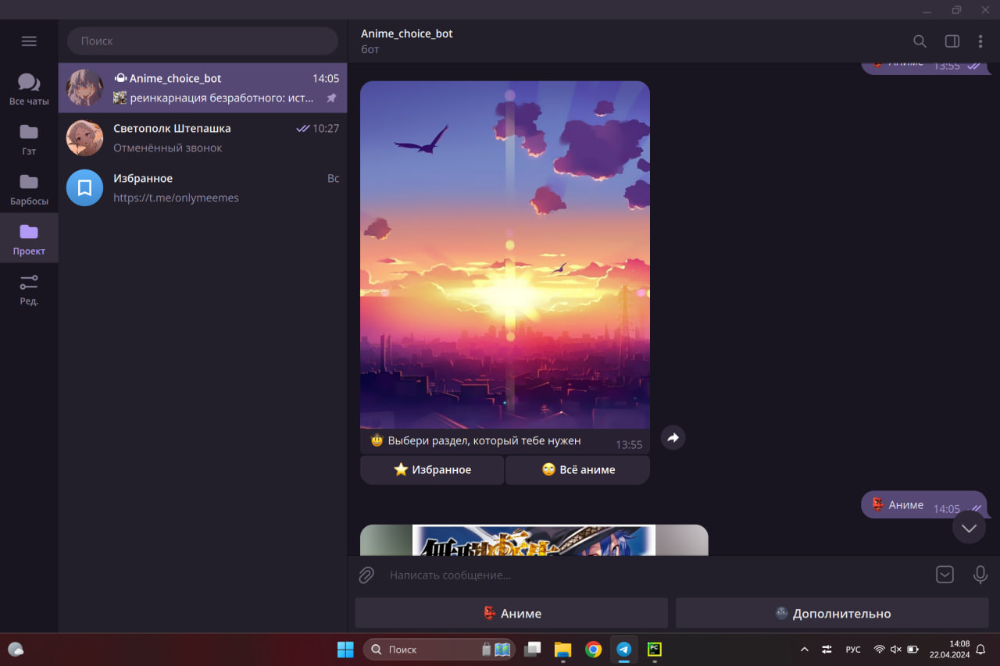 Поиск
Все чаты
Гэт
Барбосы
Проект
Ред.
Anime_choice_bot
14:05
реинкарнация безработного: ист...
Светополк Штепашка
10:27
Отменённый звонок
Избранное
Вс
https://t.me/onlymeemes
Anime_choice_bot
бот
Аниме
13:55
Выбери раздел, который тебе нужен
13:55
Избранное
Всё аниме
Аниме
14:05
Написать сообщение...
Аниме
Дополнительно
Поиск
PC
РУС
14:08
22.04.2024